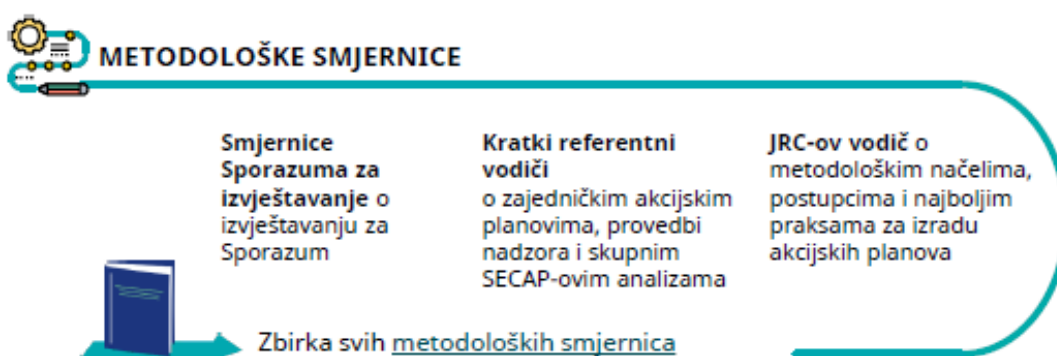 METODOLOŠKE SMJERNICE
Smjernice
Sporazuma za
izvještavanje o
izvještavanju za
Sporazum
Kratki referentni
vodiči
o zajedničkim akcijskim
planovima, provedbi
nadzora i skupnim
SECAP-ovim analizama
JRC-ov vodič o
metodološkim načelima,
postupcima i najboljim
praksama za izradu
akcijskih planova
Zbirka svih metodoloških smjernica